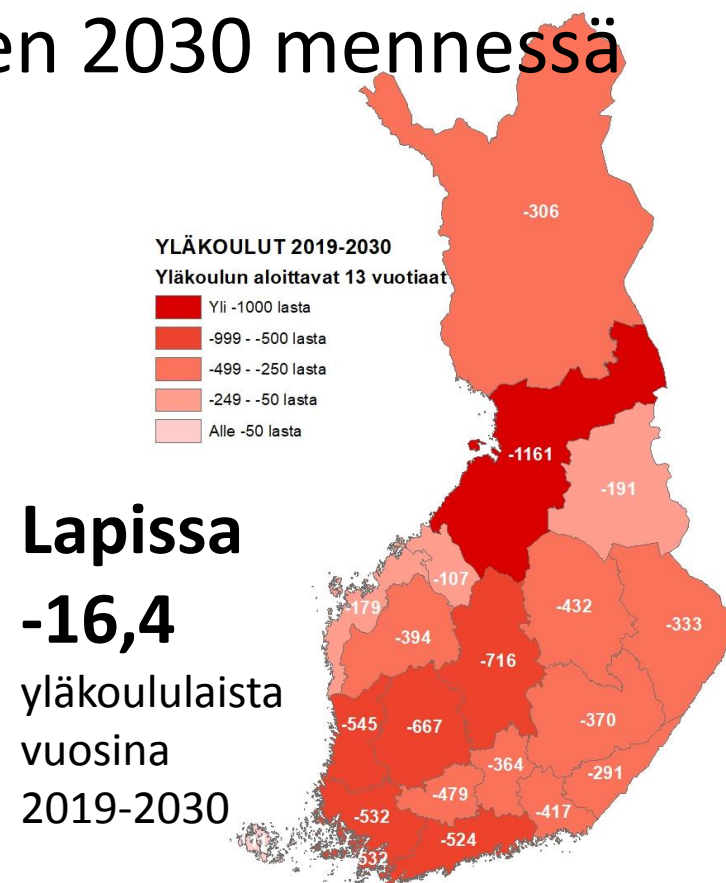 en 2030 mennessä
YLÄKOULUT 2019-2030
Yläkoulun aloittavat 13 vuotiaat
Yli -1000 lasta
-999 - -500 lasta
-499 - -250 lasta
-249 - -50 lasta
Alle -50 lasta
Lapissa
-16,4
yläkoululaista
vuosina
2019-2030
-306
-1161
-191
-107
-179
-432
-333
-394
-716
-545
-667
-370
-364
-291
-479
-417
-532
-524
532